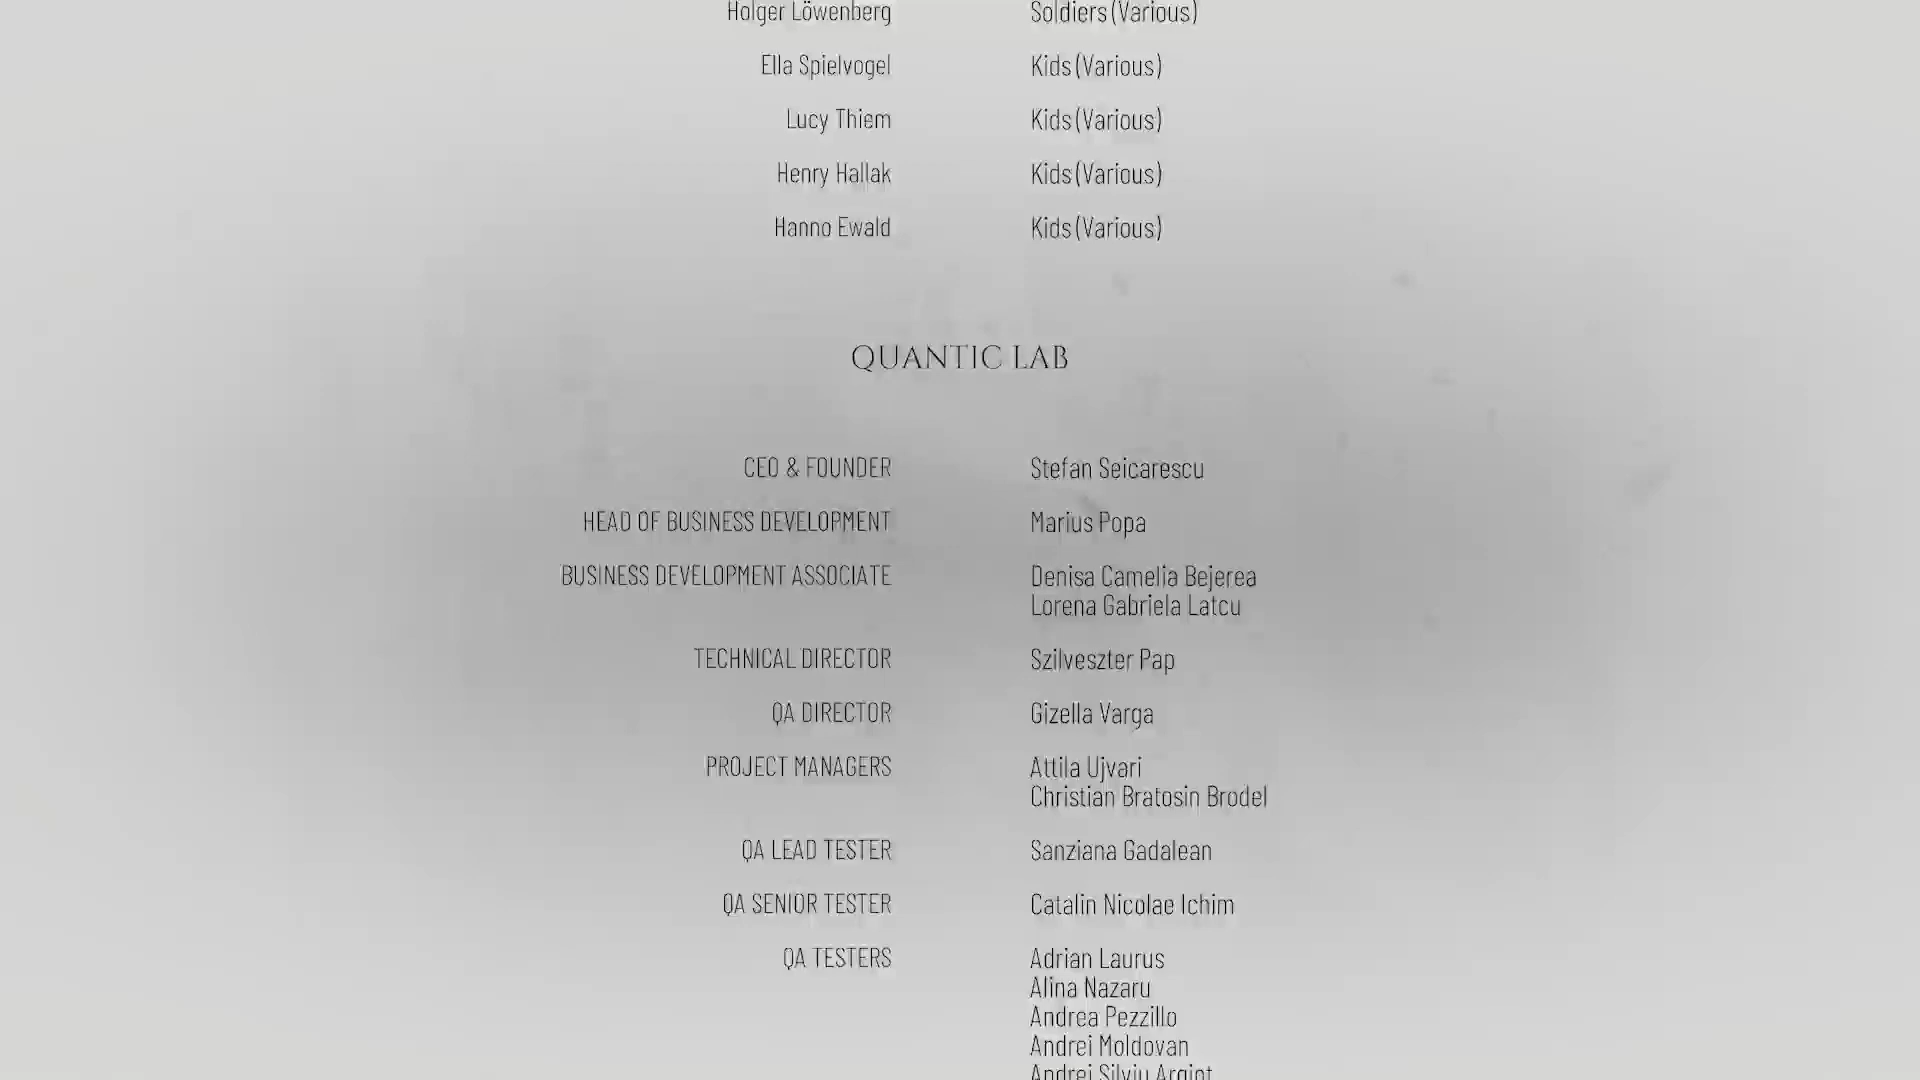 Holger Löwenberg Soldiers (Various)
Ella Spielvogel Kids (Various)
Lucy Thiem Kids (Various)
Henry Hallak Kids (Various)
Hanno Ewald Kids (Various)
QUANTIC LAB
CEO & FOUNDER Stefan Seicarescu
HEAD OF BUSINESS DEVELOPMENT Marius Popa
BUSINESS DEVELOPMENT ASSOCIATE Denisa Camelia Bejerea
Lorena Gabriela Latcu
TECHNICAL DIRECTOR Szilveszter Pap
QA DIRECTOR Gizella Varga
PROJECT MANAGERS Attila Ujvari
Christian Bratosin Brodel
QA LEAD TESTER Sanziana Gadalean
QA SENIOR TESTER Catalin Nicolae Ichim
QA TESTERS Adrian Laurus
Alina Nazaru
Andrea Pezzillo
Andrei Moldovan
Andrei Silviu